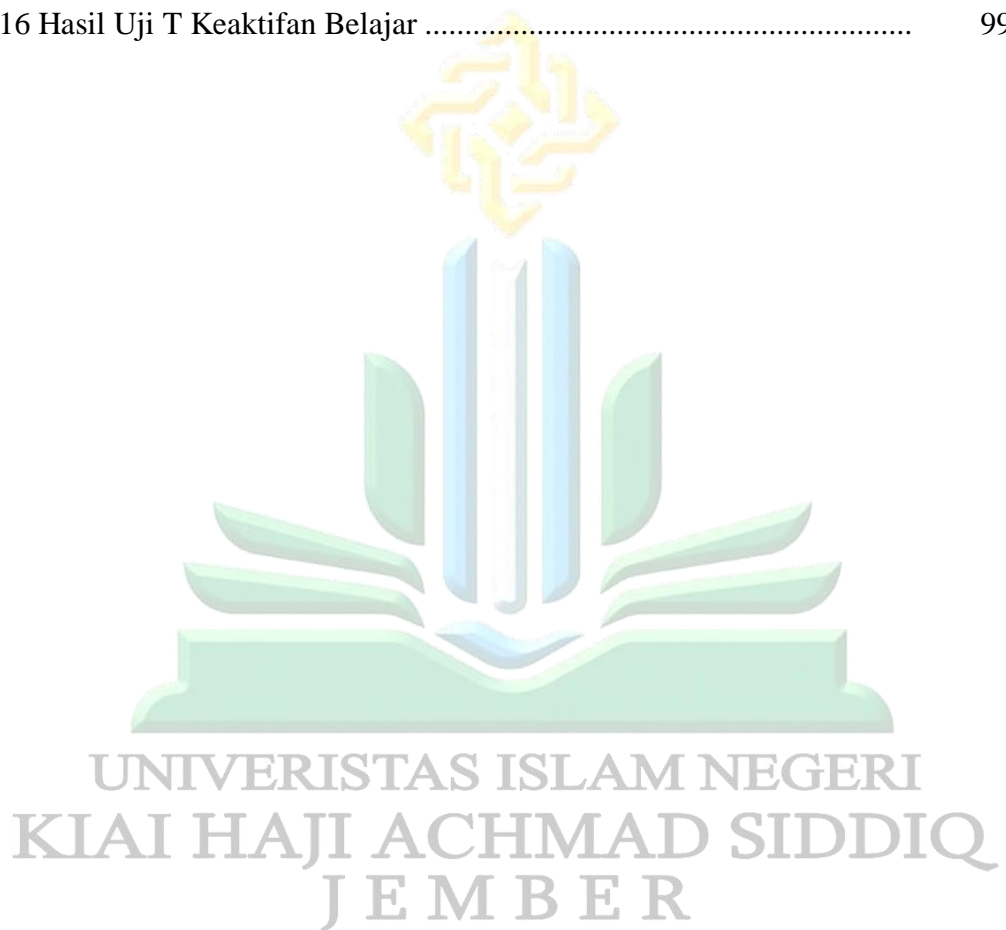 16 Hasil Uji T Keaktifan Belajar .............................................................. 99
UNIVERISTAS ISLAM NEGERI
KIAI HAJI ACHMAD SIDDIQ
JEMBER